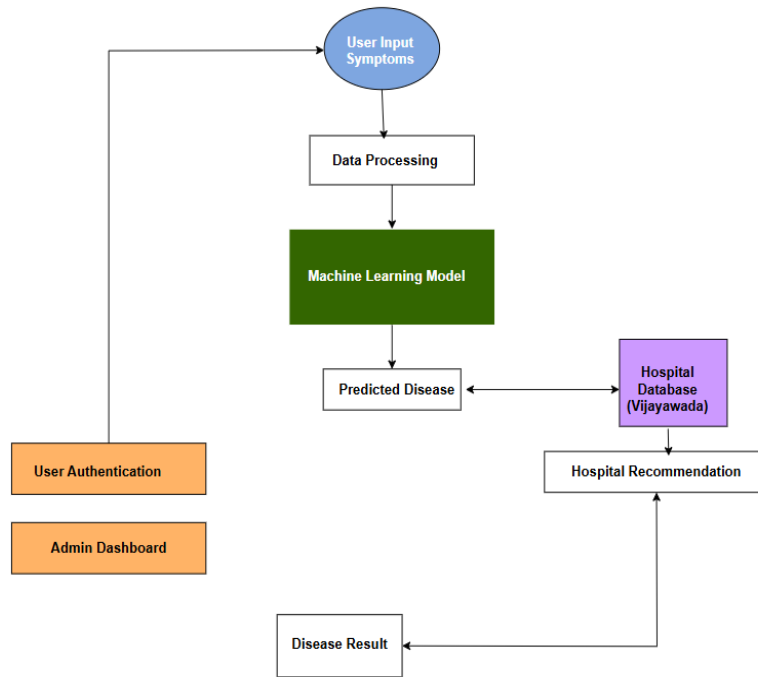 User Input
Symptoms
Data Processing
Machine Learning Model
Predicted Disease
Hospital
Database
(Vijayawada)
User Authentication
Hospital Recommendation
Admin Dashboard
Disease Result